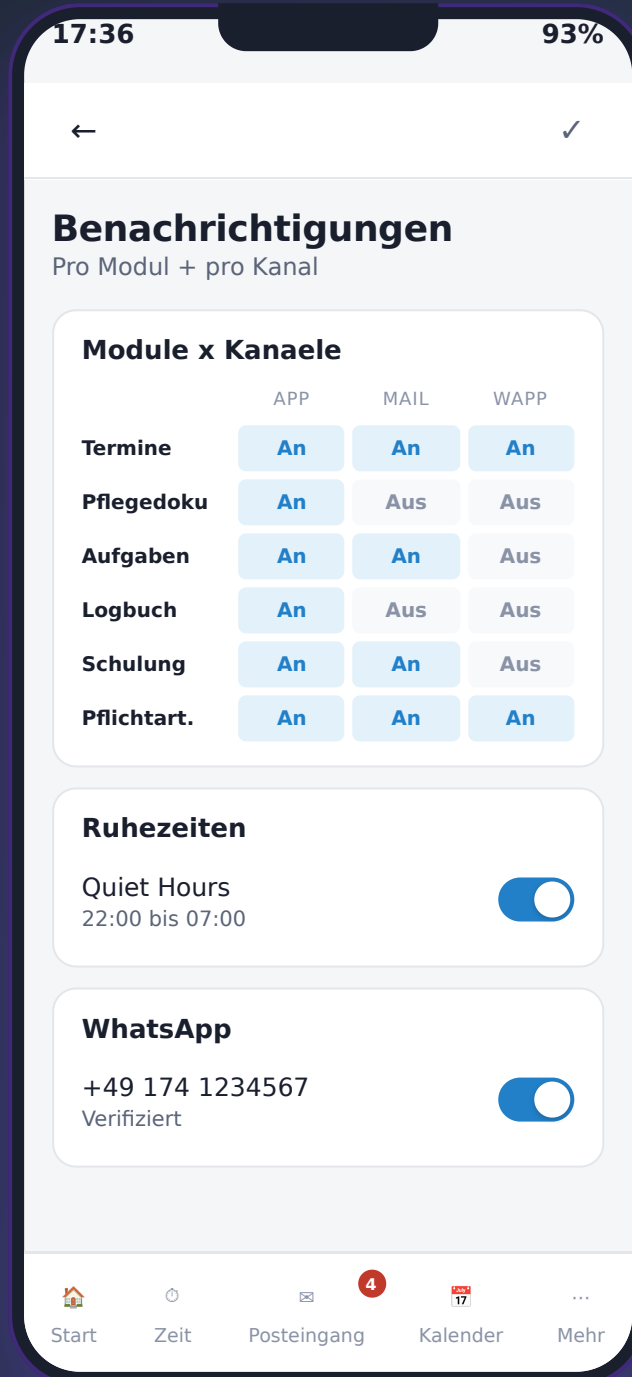 17:36 93%
← ✓
Benachrichtigungen
Pro Modul + pro Kanal
Module x Kanaele
APP MAIL WAPP
Termine An An An
Pflegedoku An Aus Aus
Aufgaben An An Aus
Logbuch An Aus Aus
Schulung An An Aus
Pflichtart. An An An
Ruhezeiten
Quiet Hours
22:00 bis 07:00
WhatsApp
+49 174 1234567
Verifiziert
4
Start Zeit Posteingang Kalender Mehr